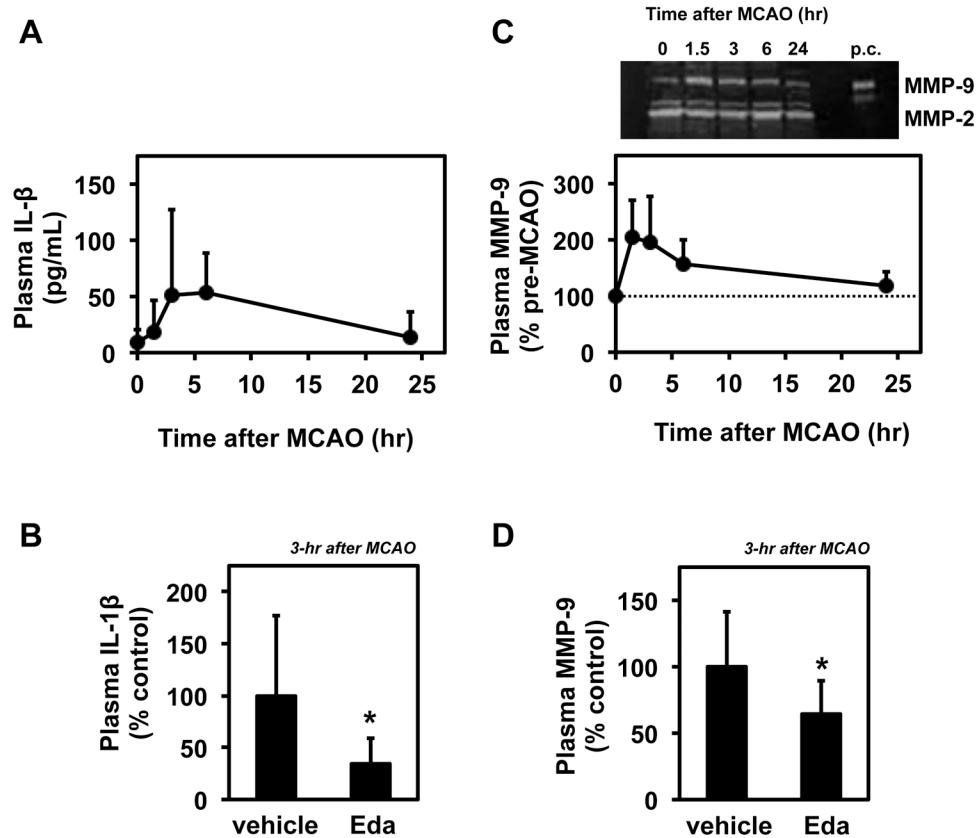 A
Plasma IL-β
(pg/mL)
150
100
50
0
0 5 10 15 20 25
Time after MCAO (hr)
C
Time after MCAO (hr)
0 1.5 3 6 24 p.c.
MMP-9
MMP-2
Plasma MMP-9
(% pre-MCAO)
300
200
100
0
0 5 10 15 20 25
Time after MCAO (hr)
B
3-hr after MCAO
Plasma IL-1β
(% control)
200
150
100
50
0
*
vehicle Eda
D
3-hr after MCAO
Plasma MMP-9
(% control)
150
100
50
0
*
vehicle Eda